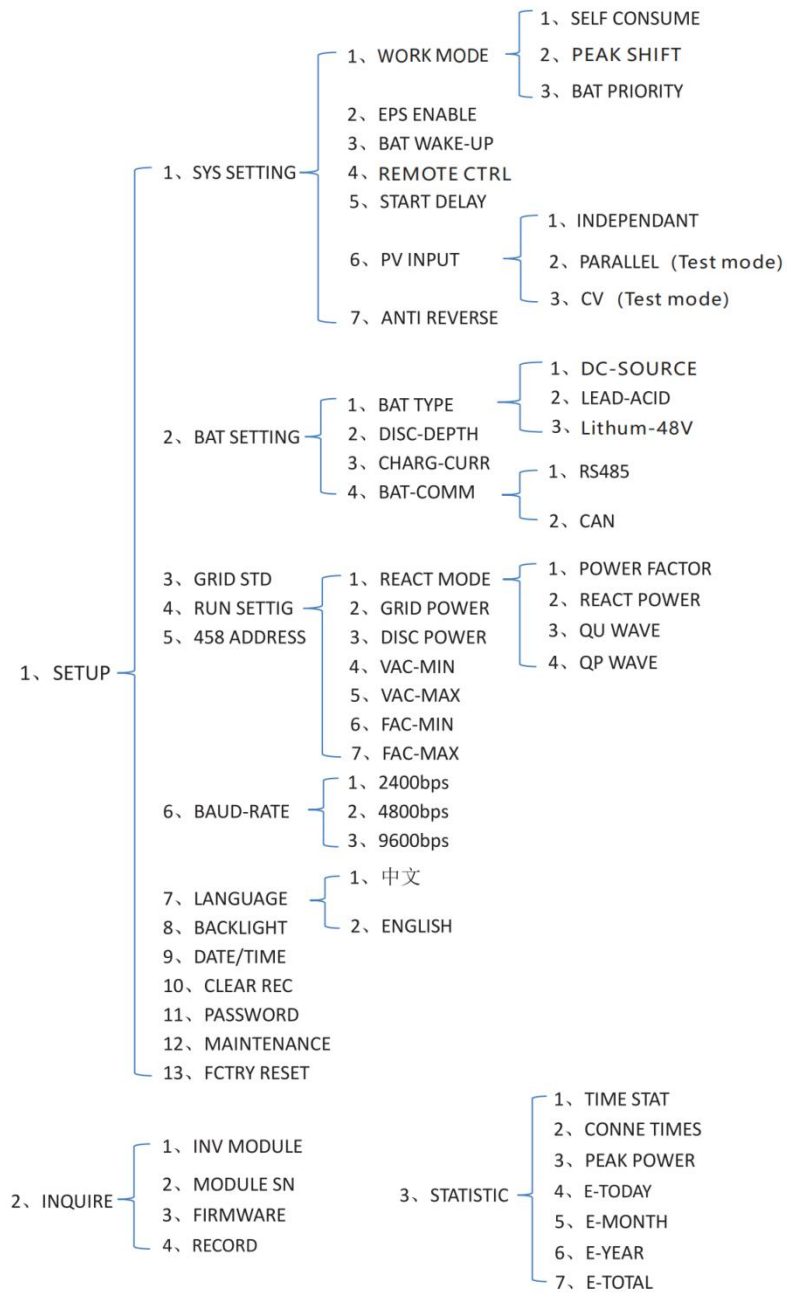 1、SETUP
1、SYS SETTING
1、WORK MODE
1、SELF CONSUME
2、PEAK SHIFT
3、BAT PRIORITY
2、EPS ENABLE
3、BAT WAKE-UP
4、REMOTE CTRL
5、START DELAY
6、PV INPUT
1、INDEPENDANT
2、PARALLEL (Test mode)
3、CV (Test mode)
7、ANTI REVERSE
2、BAT SETTING
1、BAT TYPE
1、DC-SOURCE
2、LEAD-ACID
3、Lithum-48V
2、DISC-DEPTH
3、CHARG-CURR
4、BAT-COMM
1、RS485
2、CAN
3、GRID STD
4、RUN SETTIG
1、REACT MODE
1、POWER FACTOR
2、REACT POWER
3、QU WAVE
4、QP WAVE
2、GRID POWER
3、DISC POWER
4、VAC-MIN
5、VAC-MAX
6、FAC-MIN
7、FAC-MAX
5、458 ADDRESS
6、BAUD-RATE
1、2400bps
2、4800bps
3、9600bps
7、LANGUAGE
1、中文
2、ENGLISH
8、BACKLIGHT
9、DATE/TIME
10、CLEAR REC
11、PASSWORD
12、MAINTENANCE
13、FCTRY RESET
2、INQUIRE
1、INV MODULE
2、MODULE SN
3、FIRMWARE
4、RECORD
3、STATISTIC
1、TIME STAT
2、CONNE TIMES
3、PEAK POWER
4、E-TODAY
5、E-MONTH
6、E-YEAR
7、E-TOTAL